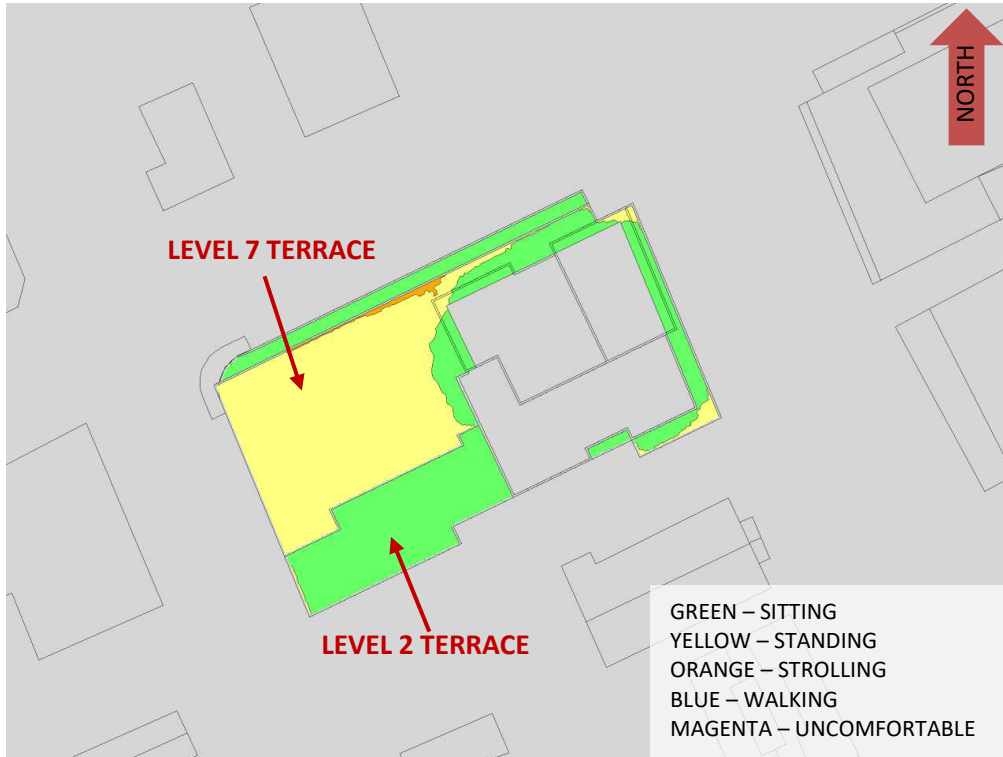 NORTH
LEVEL 7 TERRACE
LEVEL 2 TERRACE
GREEN – SITTING
YELLOW – STANDING
ORANGE – STROLLING
BLUE – WALKING
MAGENTA – UNCOMFORTABLE